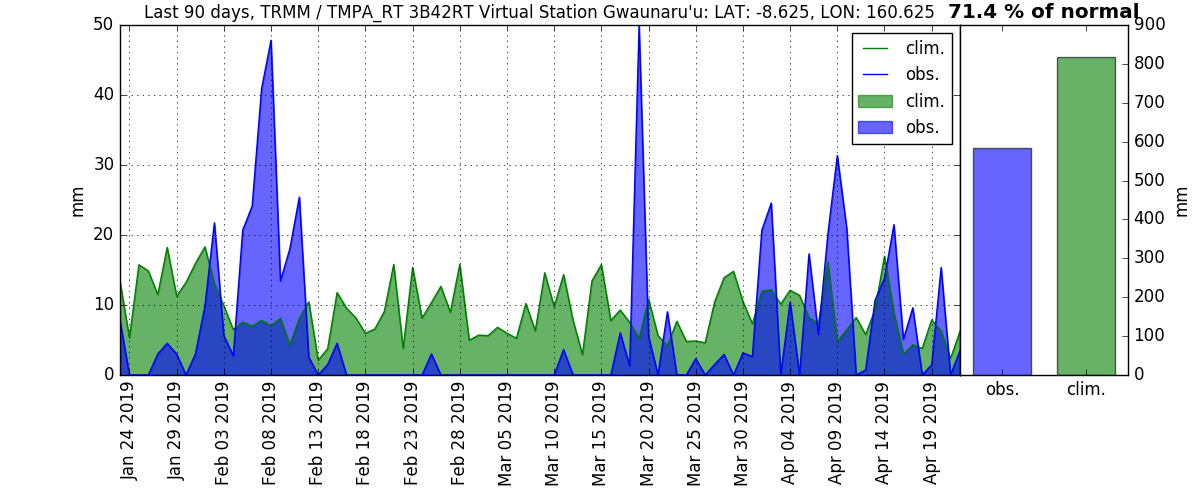 Last 90 days, TRMM / TMPA_RT 3B42RT Virtual Station Gwaunaru'u: LAT: -8.625, LON: 160.625 71.4 % of normal
50
40
30
20
10
0
mm
clim.
obs.
clim.
obs.
900
800
700
600
500
400
300
200
100
0
mm
obs.
clim.
Jan 24 2019
Jan 29 2019
Feb 03 2019
Feb 08 2019
Feb 13 2019
Feb 18 2019
Feb 23 2019
Feb 28 2019
Mar 05 2019
Mar 10 2019
Mar 15 2019
Mar 20 2019
Mar 25 2019
Mar 30 2019
Apr 04 2019
Apr 09 2019
Apr 14 2019
Apr 19 2019